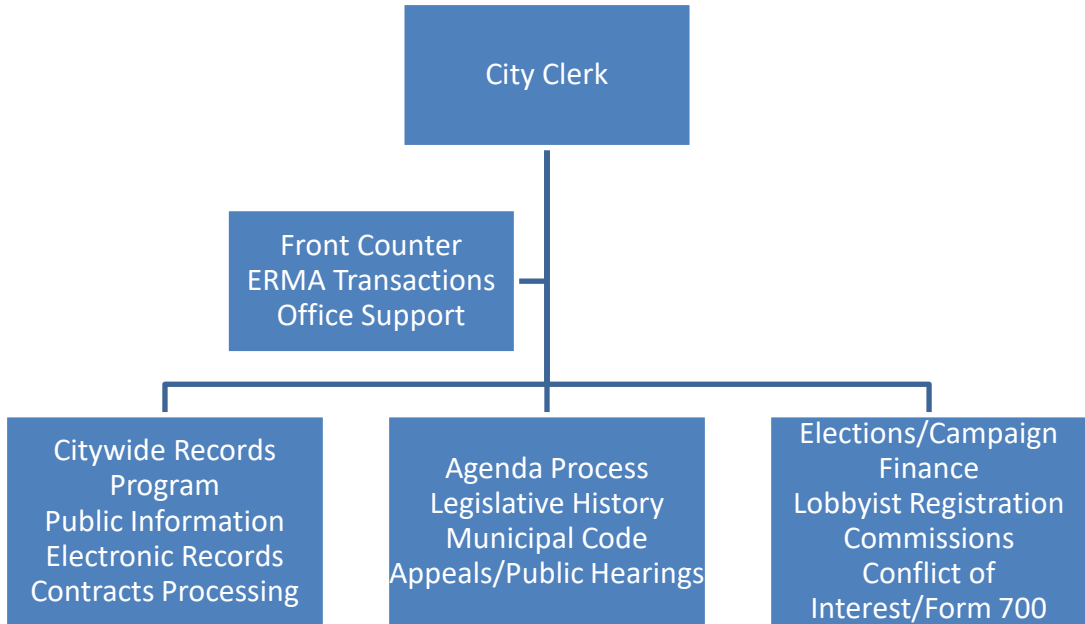 City Clerk
Front Counter
ERMA Transactions
Office Support
Citywide Records
Program
Public Information
Electronic Records
Contracts Processing
Agenda Process
Legislative History
Municipal Code
Appeals/Public Hearings
Elections/Campaign
Finance
Lobbyist Registration
Commissions
Conflict of
Interest/Form 700